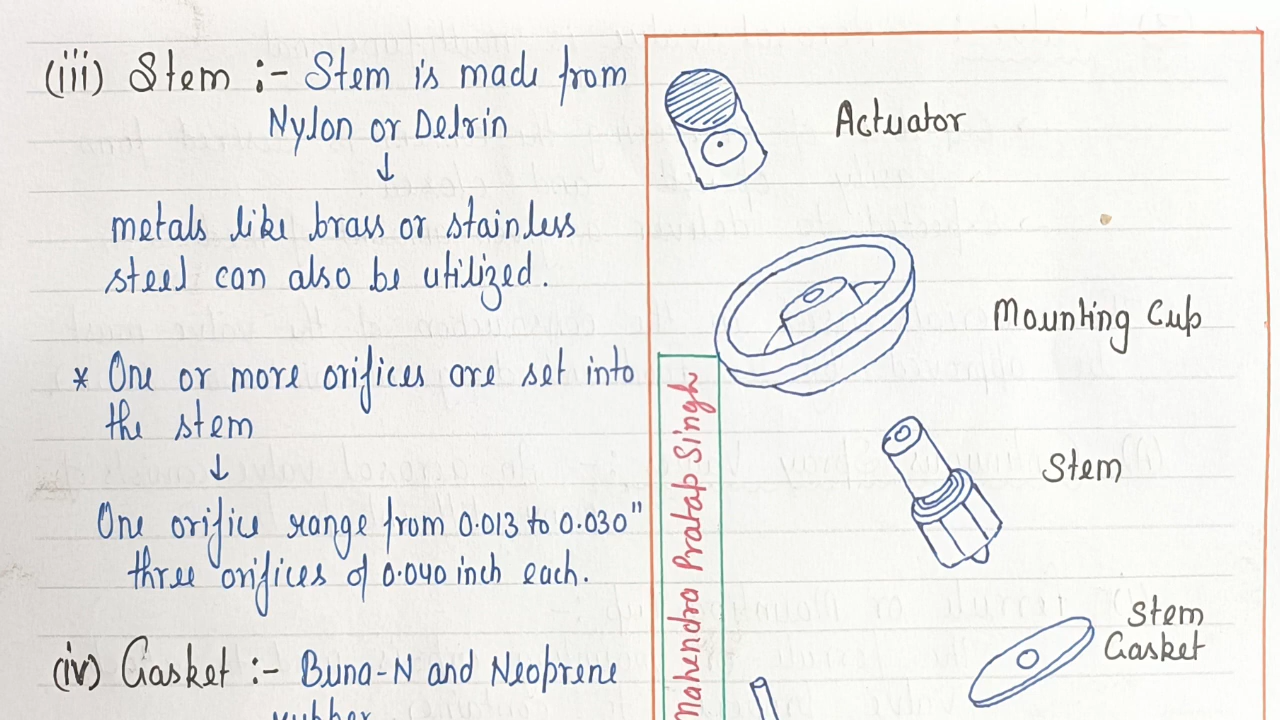 (iii) Stem :- Stem is made from
Nylon or Delrin
↓
metals like brass or stainless
steel can also be utilized.
* One or more orifices are set into
the stem
↓
One orifice range from 0.013 to 0.030"
three orifices of 0.040 inch each.
(iv) Gasket :- Buna-N and Neoprene
rubber
Actuator
Mounting Cup
Stem
Stem
Gasket
Mahendra Pratap Singh